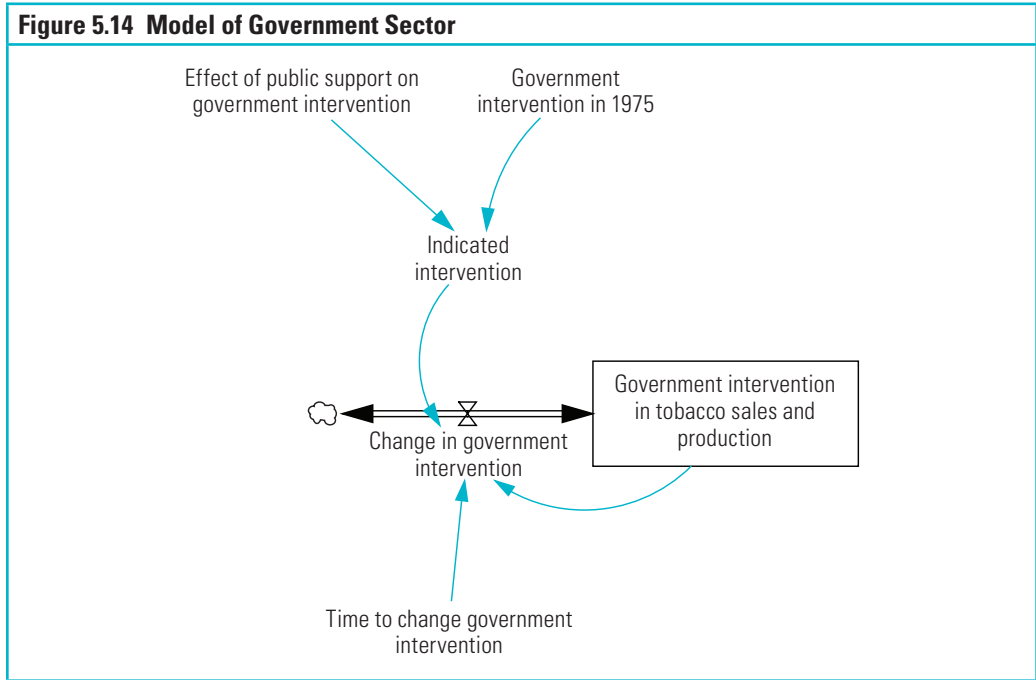 Figure 5.14 Model of Government Sector
Effect of public support on
government intervention
Government
intervention in 1975
Indicated
intervention
Government intervention
in tobacco sales and
production
Change in government
intervention
Time to change government
intervention